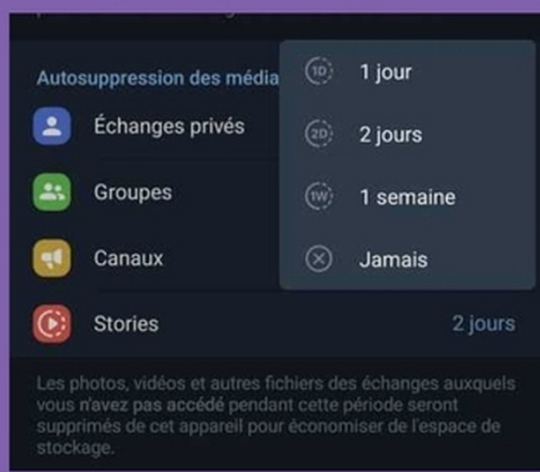 Autosuppression des média
1D 1 jour
Échanges privés
2D 2 jours
Groupes
1W 1 semaine
Canaux
Jamais
Stories 2 jours
Les photos, vidéos et autres fichiers des échanges auxquels
vous n'avez pas accédé pendant cette période seront
supprimés de cet appareil pour économiser de l'espace de
stockage.